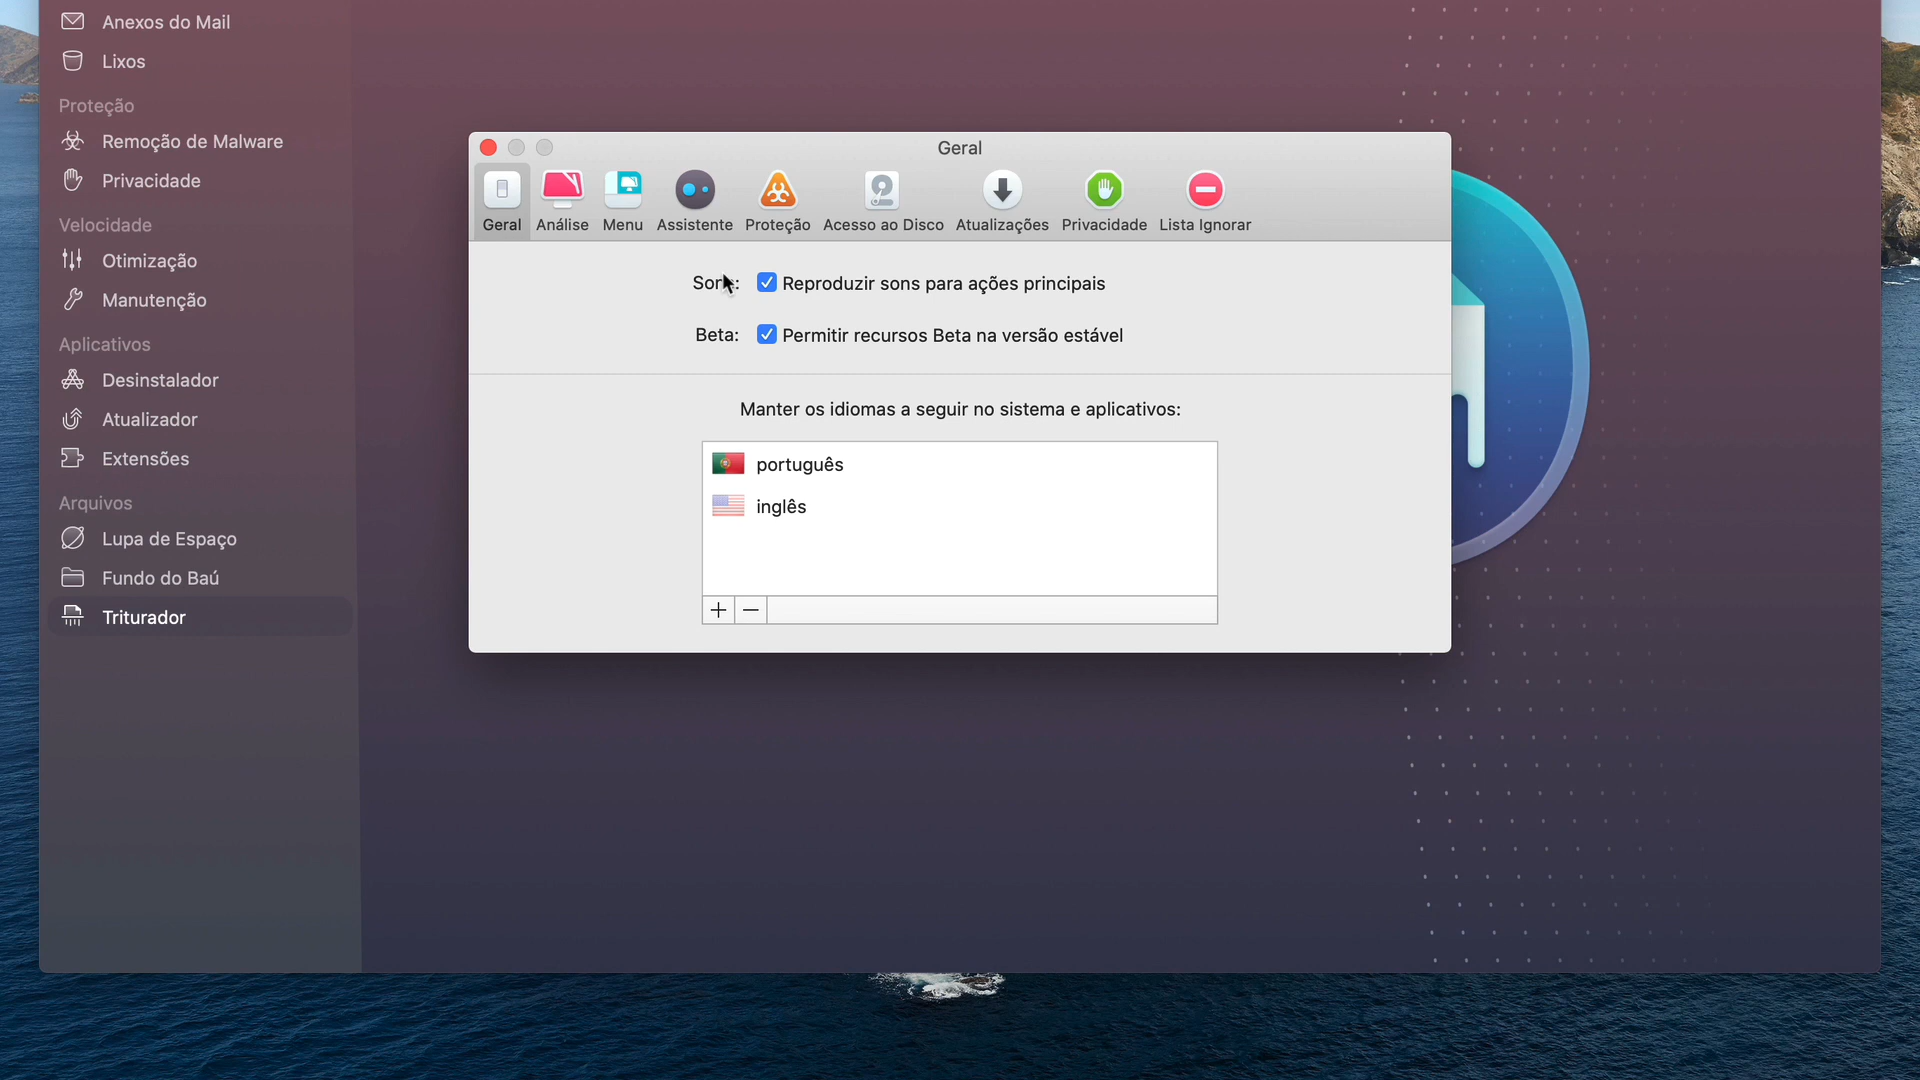 Anexos do Mail
Lixos
Proteção
Remoção de Malware
Privacidade
Velocidade
Otimização
Manutenção
Aplicativos
Desinstalador
Atualizador
Extensões
Arquivos
Lupa de Espaço
Fundo do Baú
Triturador
Geral
Geral Análise Menu Assistente Proteção Acesso ao Disco Atualizações Privacidade Lista Ignorar
Reproduzir sons para ações principais
Beta: Permitir recursos Beta na versão estável
Manter os idiomas a seguir no sistema e aplicativos:
português
inglês